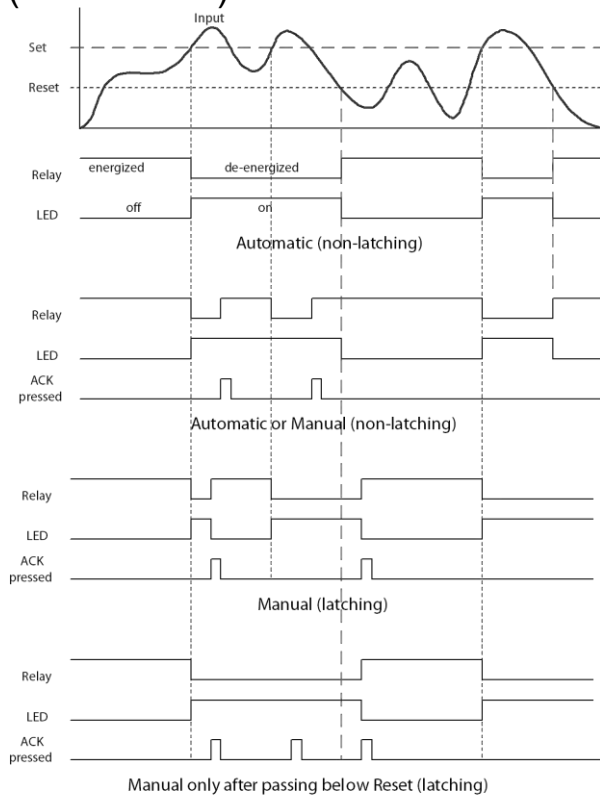 Input
Set
Reset
energized
de-energized
Relay
off
on
LED
Automatic (non-latching)
Relay
LED
ACK
pressed
Automatic or Manual (non-latching)
Relay
LED
ACK
pressed
Manual (latching)
Relay
LED
ACK
pressed
Manual only after passing below Reset (latching)